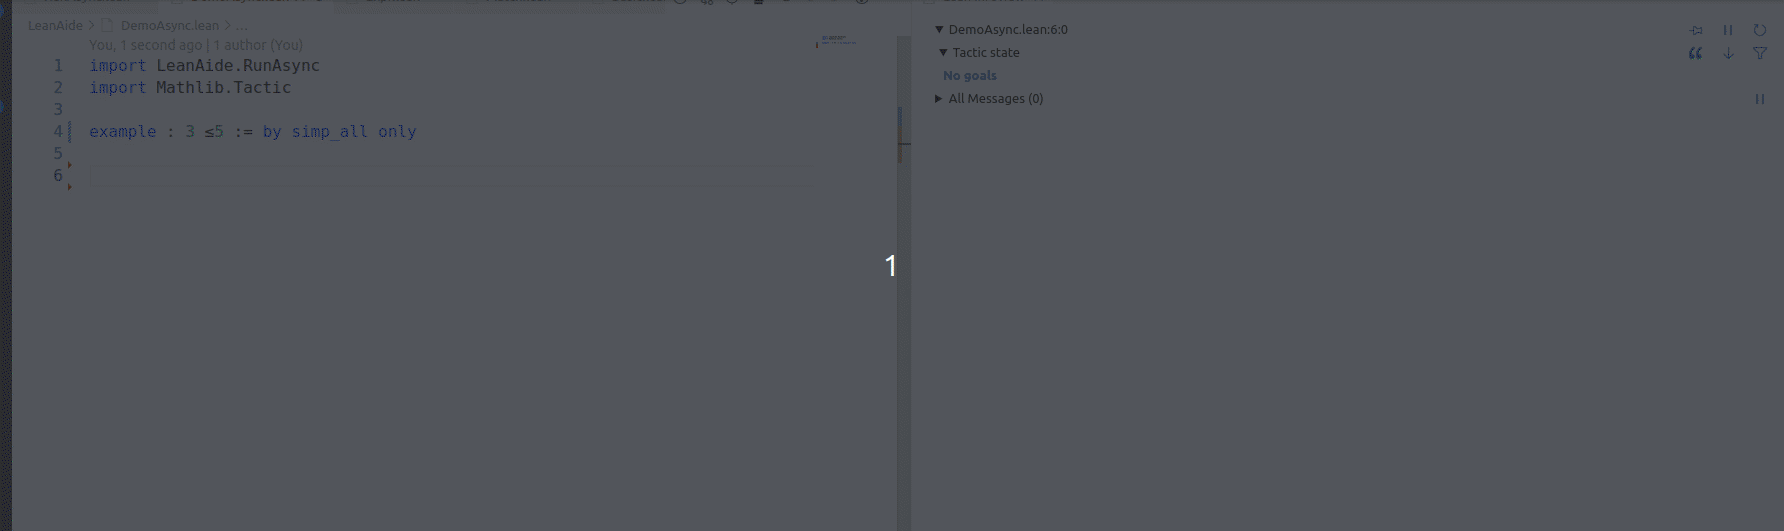 LeanAide > DemoAsync.lean > ...
You, 1 second ago | 1 author (You)
1 import LeanAide.RunAsync
2 import Mathlib.Tactic
3
4 example : 3 ≤5 := by simp_all only
5
6
1
DemoAsync.lean:6:0
Tactic state
No goals
All Messages (0)